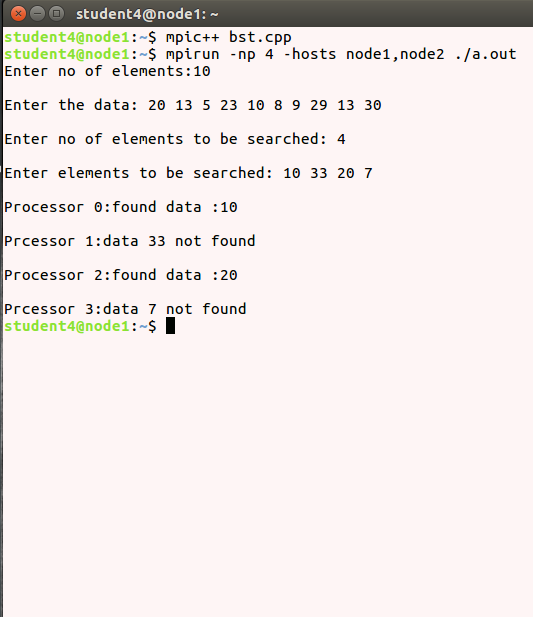 student4@node1: ~
student4@node1:~$ mpic++ bst.cpp
student4@node1:~$ mpirun -np 4 -hosts node1,node2 ./a.out
Enter no of elements:10
Enter the data: 20 13 5 23 10 8 9 29 13 30
Enter no of elements to be searched: 4
Enter elements to be searched: 10 33 20 7
Processor 0:found data :10
Prcessor 1:data 33 not found
Processor 2:found data :20
Prcessor 3:data 7 not found
student4@node1:~$